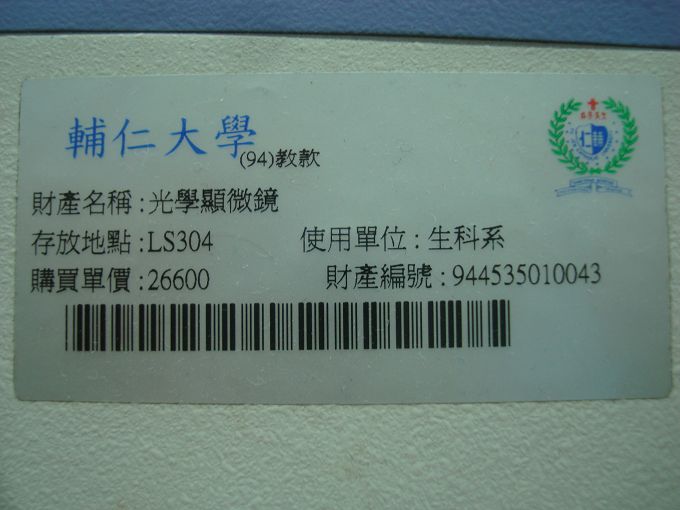 輔仁大學
(94)教款
財產名稱:光學顯微鏡
存放地點:LS304 使用單位:生科系
購買單價:26600 財產編號:944535010043